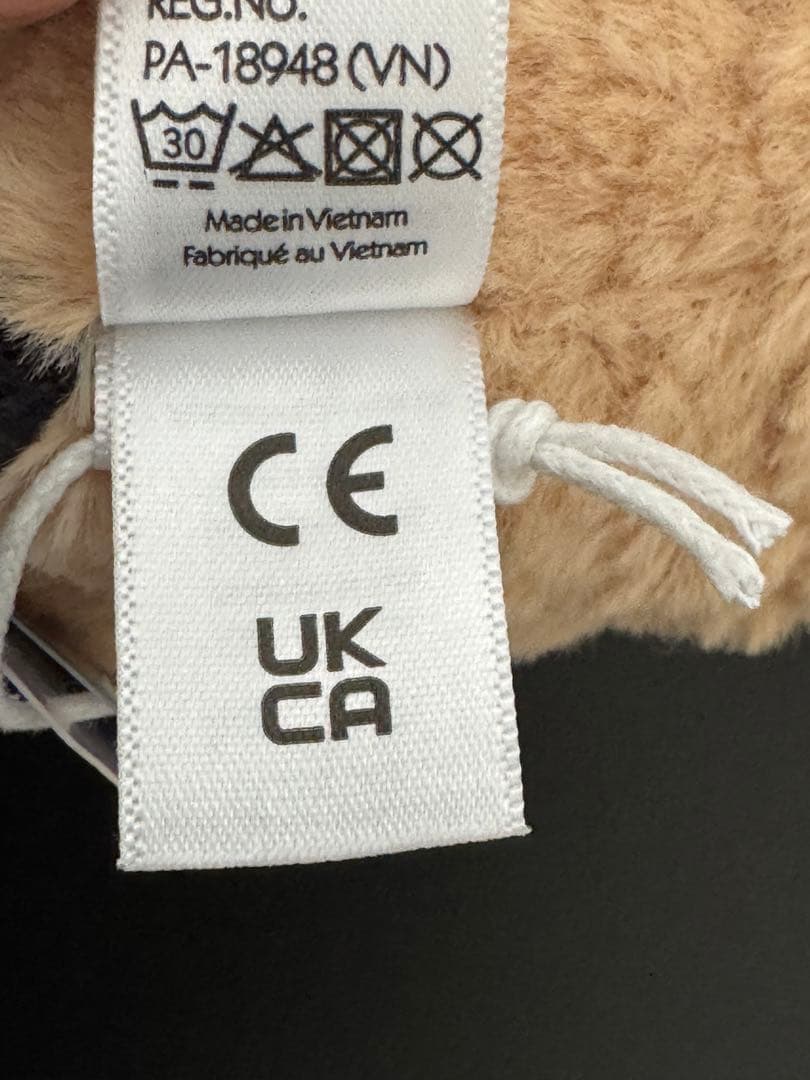 REG.NO.
PA-18948 (VN)
30
Made in Vietnam
Fabriqué au Vietnam
CE
UK
CA